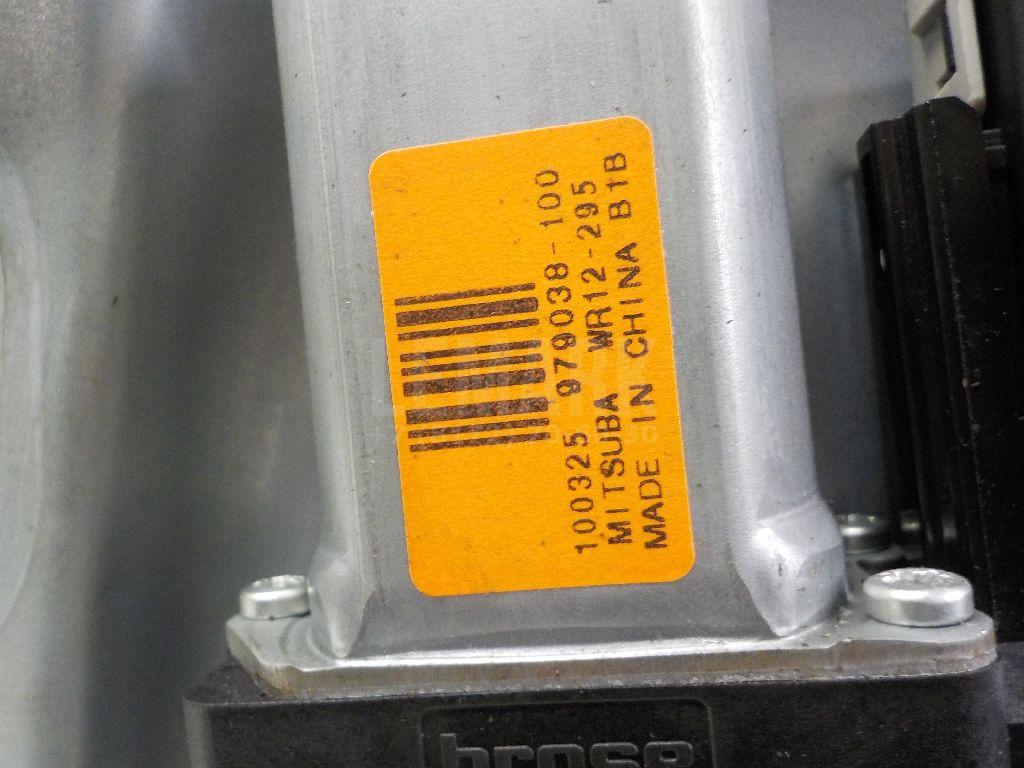 100325 979038-100
MITSUBA WR12-295
MADE IN CHINA B1B
brose